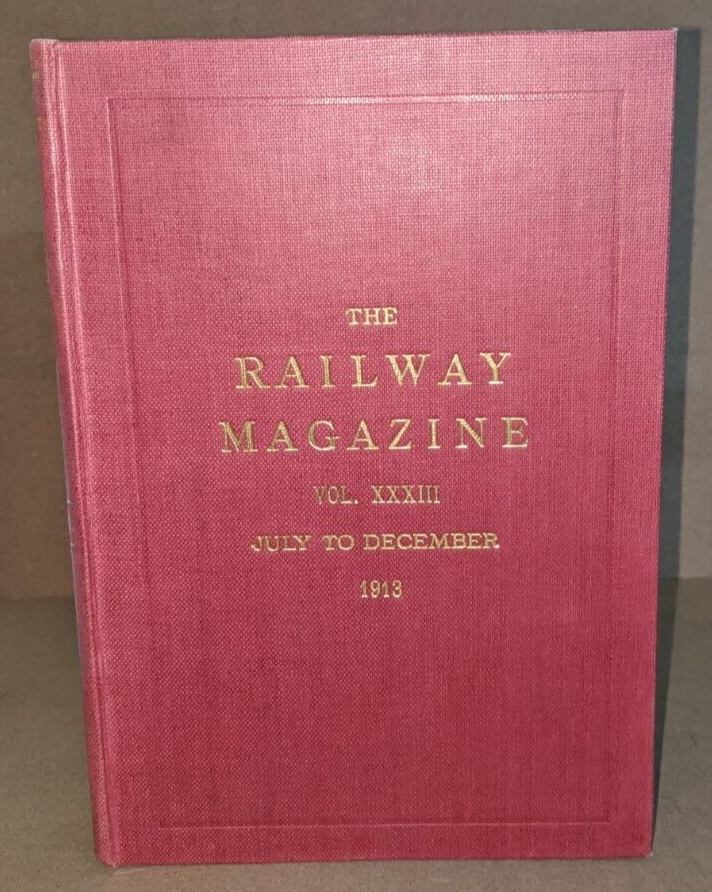 THE
RAILWAY
MAGAZINE
VOL. XXXIII
JULY TO DECEMBER
1913